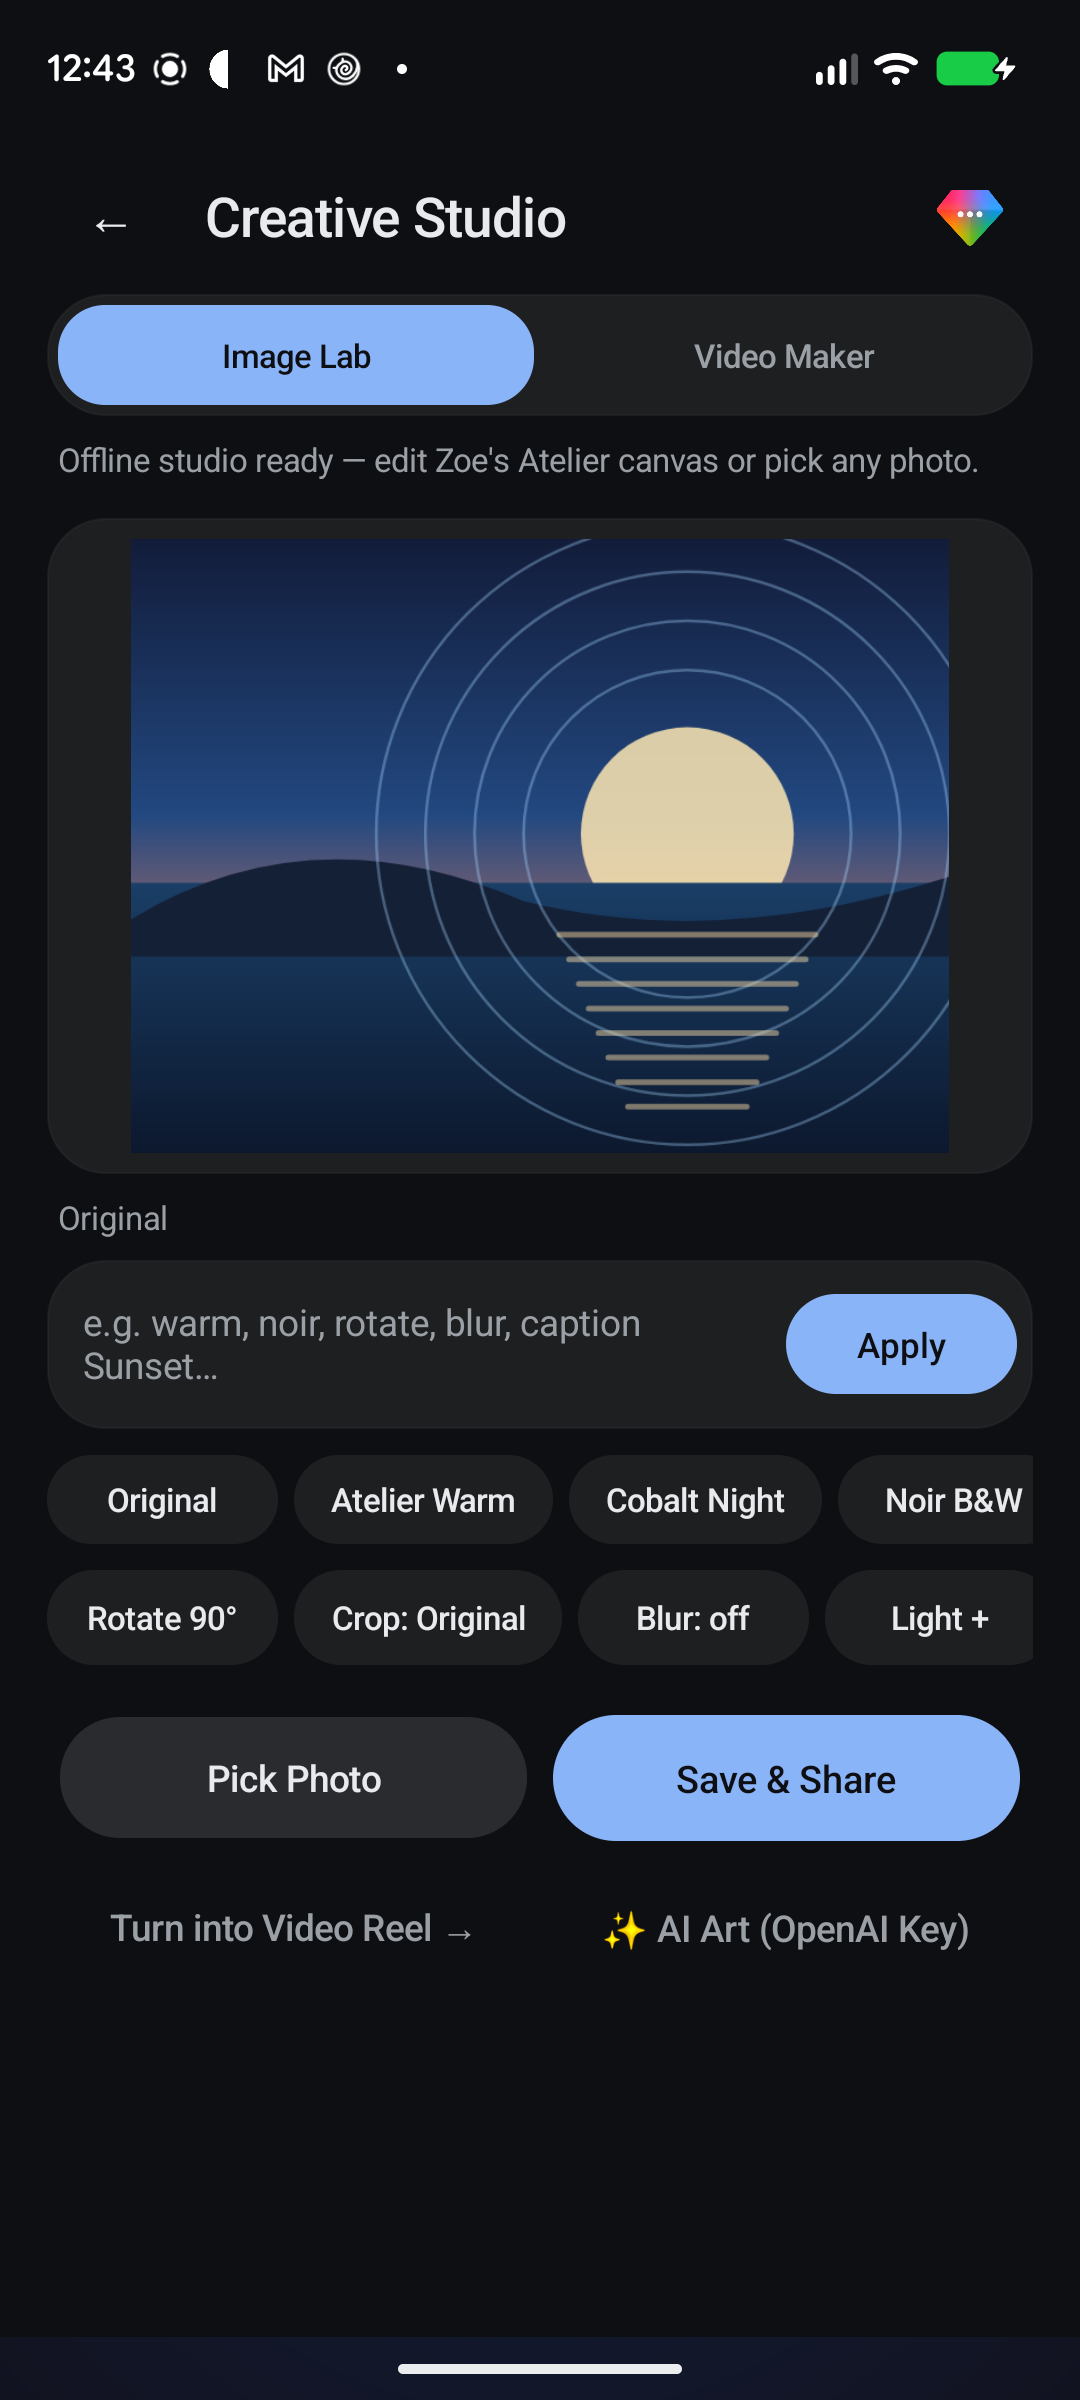 12:43
Creative Studio
Image Lab
Video Maker
Offline studio ready — edit Zoe's Atelier canvas or pick any photo.
Original
e.g. warm, noir, rotate, blur, caption
Sunset…
Apply
Original
Atelier Warm
Cobalt Night
Noir B&W
Rotate 90°
Crop: Original
Blur: off
Light +
Pick Photo
Save & Share
Turn into Video Reel →
✨ AI Art (OpenAI Key)